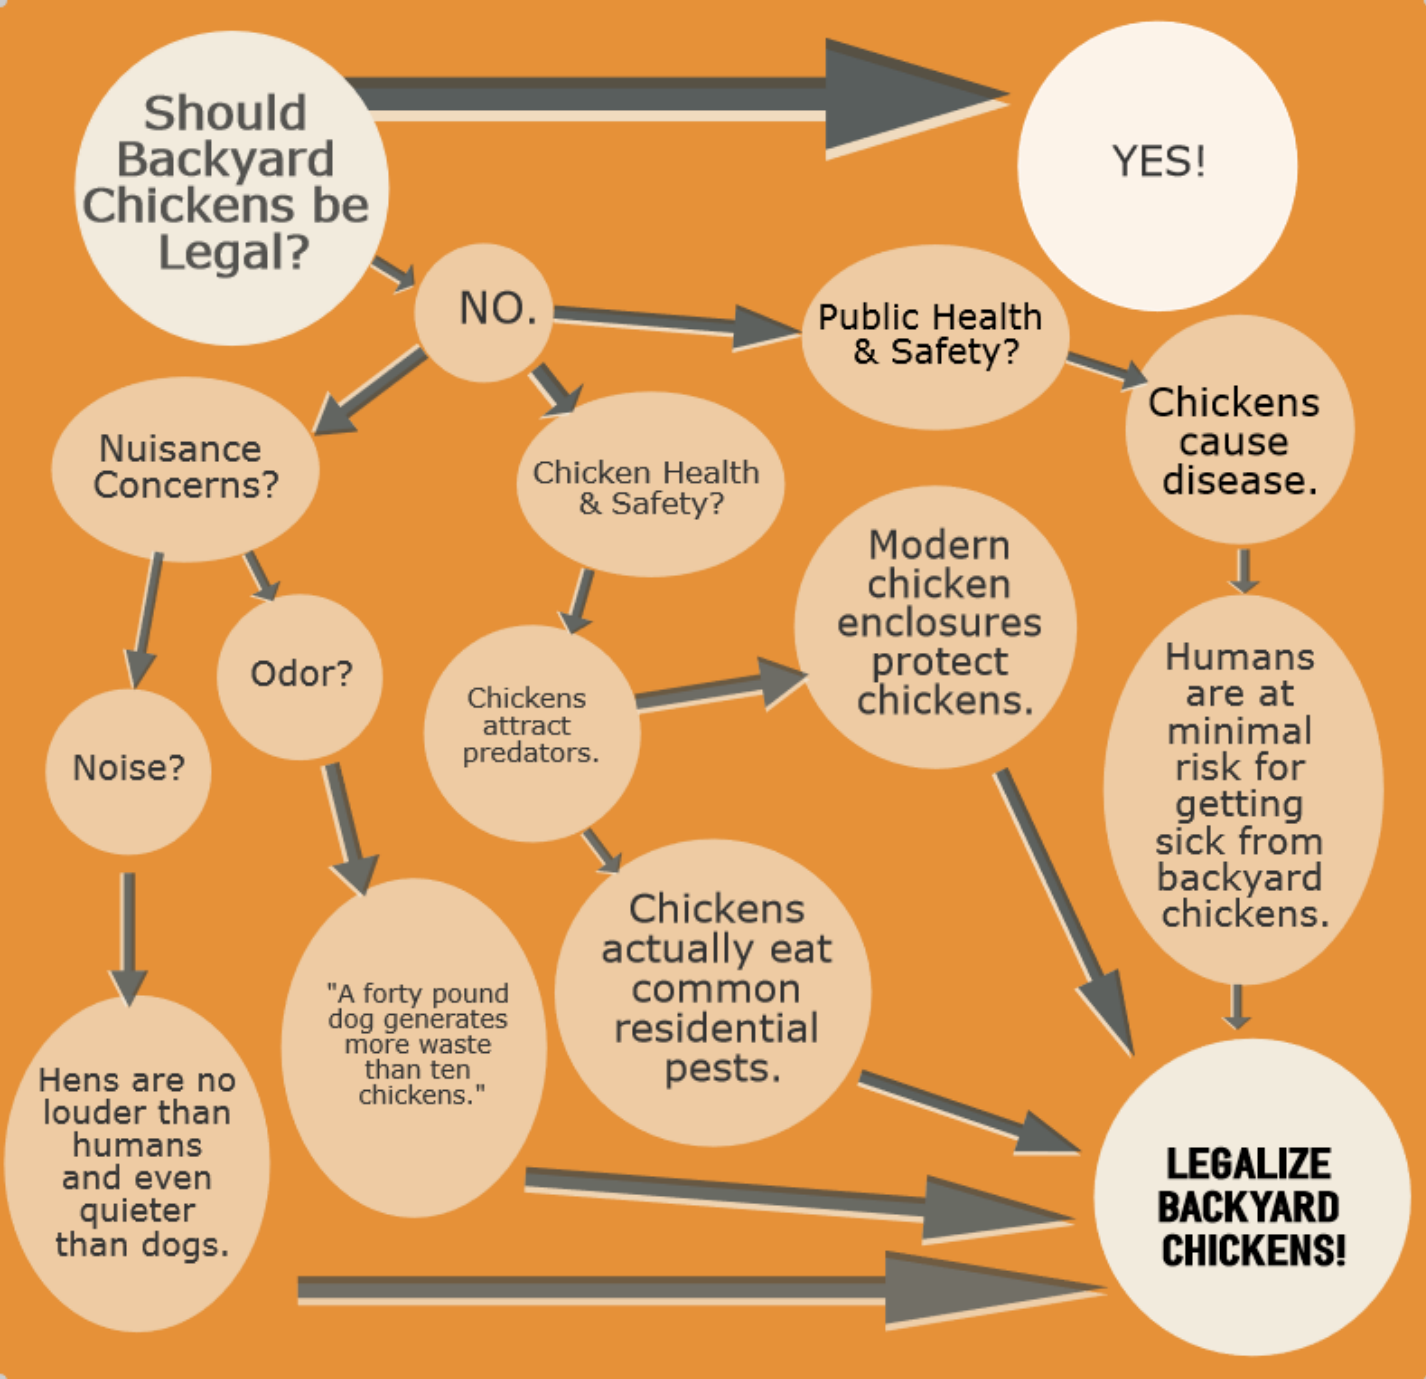 Should
Backyard
Chickens be
Legal?
YES!
NO.
Public Health
& Safety?
Chickens
cause
disease.
Nuisance
Concerns?
Chicken Health
& Safety?
Modern
chicken
enclosures
protect
chickens.
Odor?
Noise?
Chickens
attract
predators.
Humans
are at
minimal
risk for
getting
sick from
backyard
chickens.
Chickens
actually eat
common
residential
pests.
"A forty pound
dog generates
more waste
than ten
chickens."
Hens are no
louder than
humans
and even
quieter
than dogs.
LEGALIZE
BACKYARD
CHICKENS!